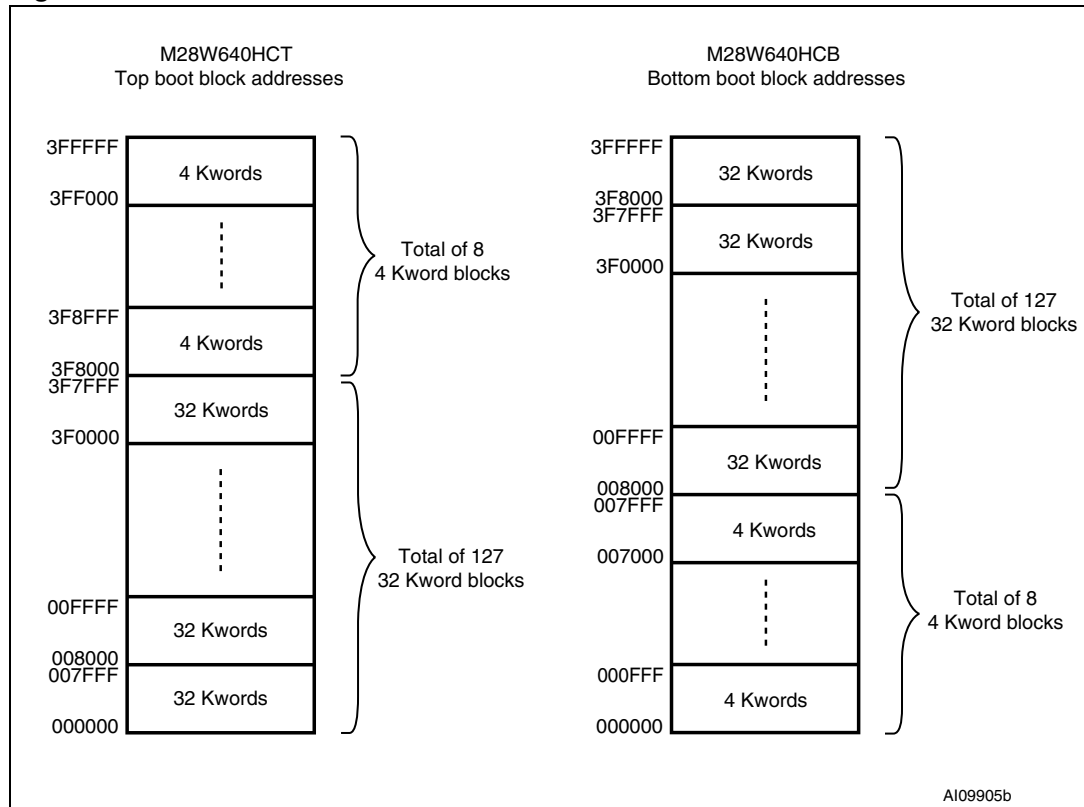 M28W640HCT
Top boot block addresses
3FFFFF
4 Kwords
3FF000
Total of 8
4 Kword blocks
3F8FFF
4 Kwords
3F8000
3F7FFF
32 Kwords
3F0000
Total of 127
32 Kword blocks
00FFFF
32 Kwords
008000
007FFF
32 Kwords
000000
M28W640HCB
Bottom boot block addresses
3FFFFF
32 Kwords
3F8000
3F7FFF
32 Kwords
3F0000
Total of 127
32 Kword blocks
00FFFF
32 Kwords
008000
007FFF
4 Kwords
007000
Total of 8
4 Kword blocks
000FFF
4 Kwords
000000
AI09905b